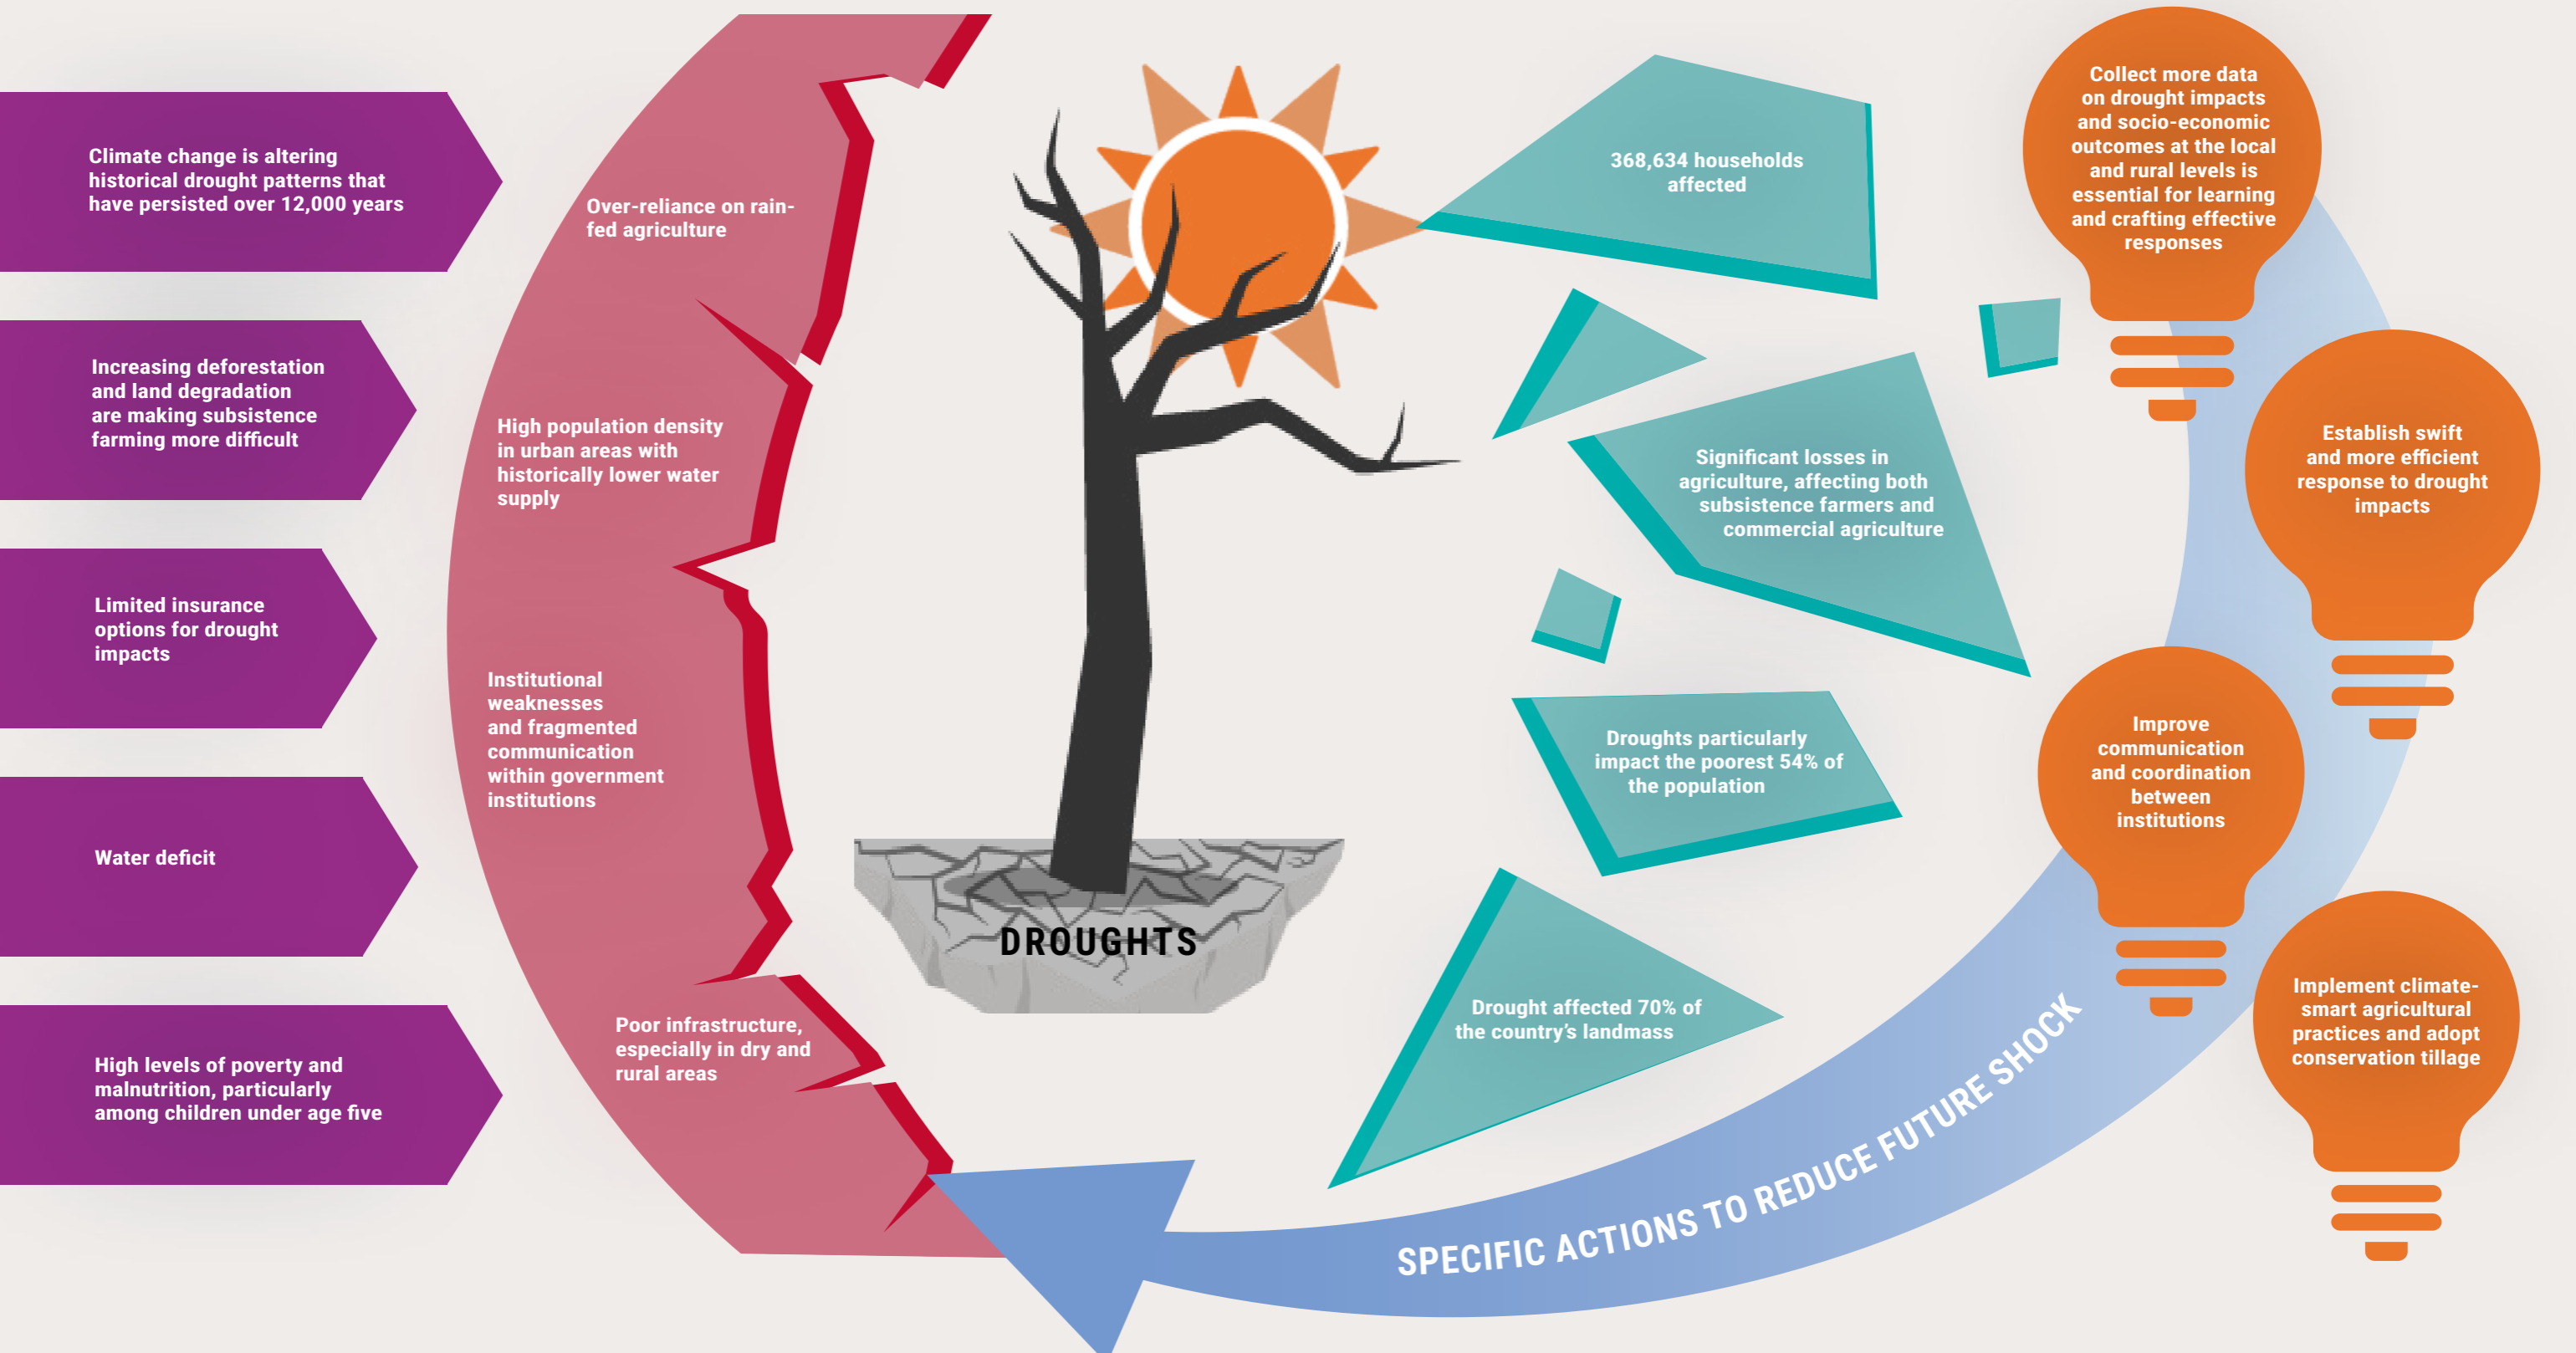 Climate change is altering
historical drought patterns that
have persisted over 12,000 years
Increasing deforestation
and land degradation
are making subsistence
farming more difficult
Limited insurance
options for drought
impacts
Water deficit
High levels of poverty and
malnutrition, particularly
among children under age five
Over-reliance on rain-
fed agriculture
High population density
in urban areas with
historically lower water
supply
Institutional
weaknesses
and fragmented
communication
within government
institutions
Poor infrastructure,
especially in dry and
rural areas
DROUGHTS
368,634 households
affected
Significant losses in
agriculture, affecting both
subsistence farmers and
commercial agriculture
Droughts particularly
impact the poorest 54% of
the population
Drought affected 70% of
the country’s landmass
Collect more data
on drought impacts
and socio-economic
outcomes at the local
and rural levels is
essential for learning
and crafting effective
responses
Establish swift
and more efficient
response to drought
impacts
Improve
communication
and coordination
between
institutions
Implement climate-
smart agricultural
practices and adopt
conservation tillage
SPECIFIC ACTIONS TO REDUCE FUTURE SHOCK